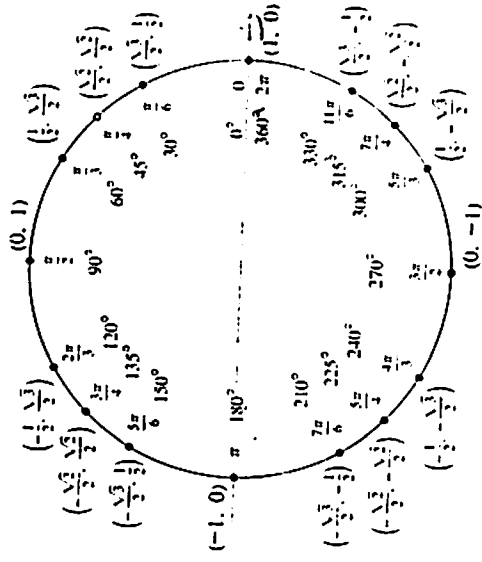 (0, 1)
π/2
90°
(1/2, √3/2)
π/3
60°
(√2/2, √2/2)
π/4
45°
(√3/2, 1/2)
π/6
30°
0° 0
360° 2π
(1, 0)
330° 11π/6
(√3/2, -1/2)
315° 7π/4
(√2/2, -√2/2)
300° 5π/3
(1/2, -√3/2)
270°
3π/2
(0, -1)
240°
4π/3
(-1/2, -√3/2)
225°
5π/4
(-√2/2, -√2/2)
210°
7π/6
(-√3/2, -1/2)
180°
π
(-1, 0)
150°
5π/6
(-√3/2, 1/2)
135°
3π/4
(-√2/2, √2/2)
120°
2π/3
(-1/2, √3/2)